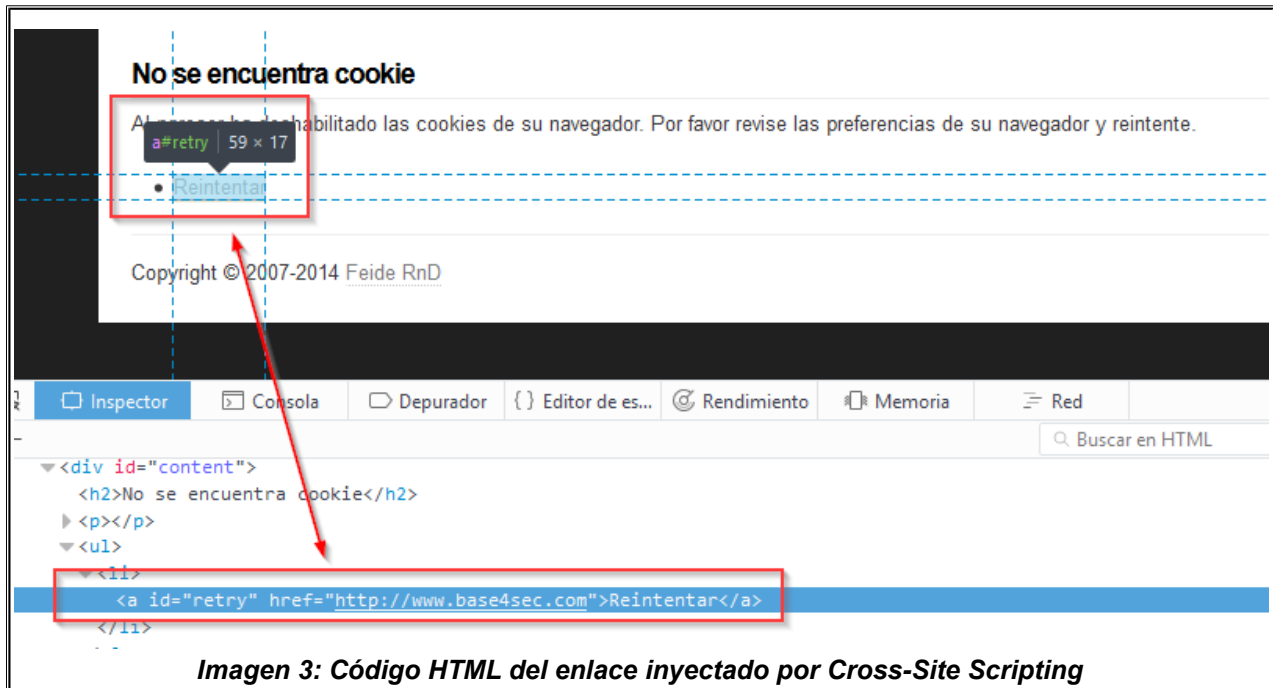 No se encuentra cookie
Al parecer ha deshabilitado las cookies de su navegador. Por favor revise las preferencias de su navegador y reintente.
a#retry | 59 × 17
• Reintentar
Copyright © 2007-2014 Feide RnD
Inspector Consola Depurador { } Editor de es... Rendimiento Memoria Red
Buscar en HTML
<div id="content">
<h2>No se encuentra cookie</h2>
<p></p>
<ul>
<li>
<a id="retry" href="http://www.base4sec.com">Reintentar</a>
</li>
Imagen 3: Código HTML del enlace inyectado por Cross-Site Scripting